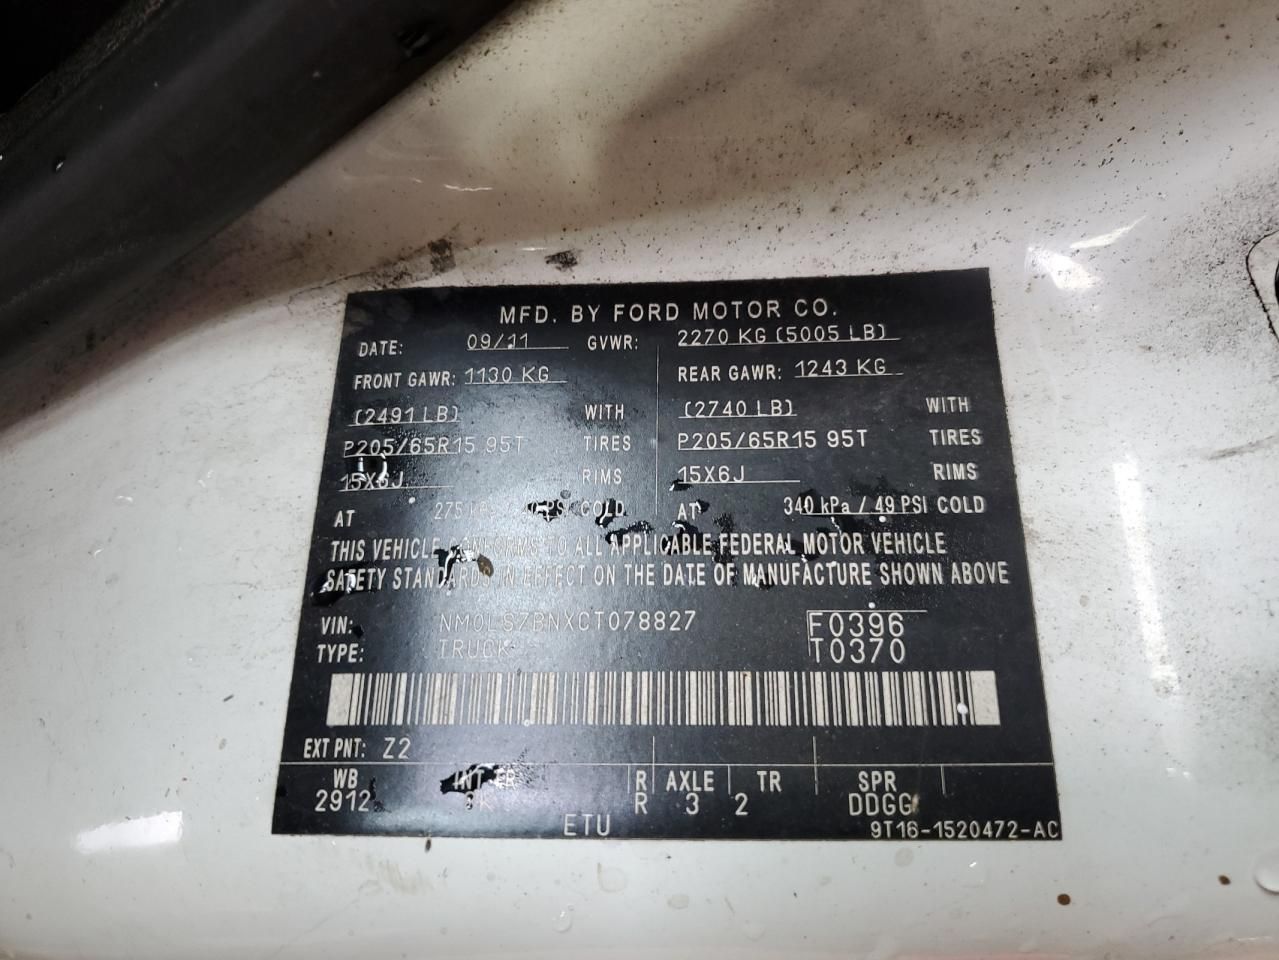 MFD. BY FORD MOTOR CO.
DATE: 09/11 GVWR: 2270 KG (5005 LB)
FRONT GAWR: 1130 KG REAR GAWR: 1243 KG
(2491 LB) WITH (2740 LB) WITH
P205/65R15 95T TIRES P205/65R15 95T TIRES
15X6J RIMS 15X6J RIMS
AT 275 COLD AT 340 kPa / 49 PSI COLD
THIS VEHICLE CONFORMS TO ALL APPLICABLE FEDERAL MOTOR VEHICLE
SAFETY STANDARDS IN EFFECT ON THE DATE OF MANUFACTURE SHOWN ABOVE
VIN: NM0LS7BNXCT078827 F0396
TYPE: TRUCK T0370
EXT PNT: Z2
WB INT TR R AXLE TR SPR
2912 R 3 2 DDGG
ETU 9T16-1520472-AC